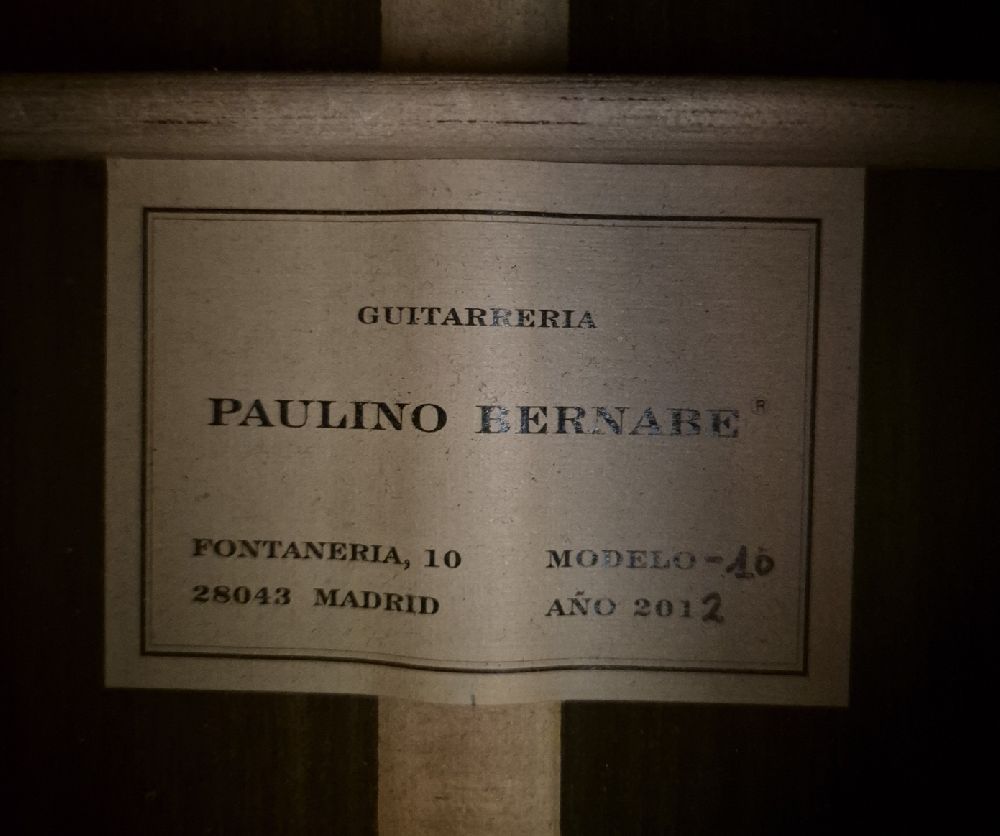 GUITARRERIA
PAULINO BERNABE®
FONTANERIA, 10 MODELO-10
28043 MADRID AÑO 2012